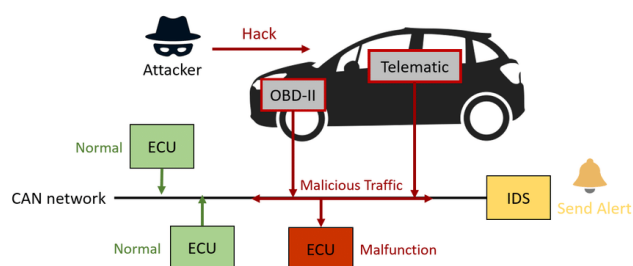 Hack
Attacker
Telematic
OBD-II
Normal
ECU
Malicious Traffic
CAN network
IDS
Send Alert
Normal
ECU
ECU
Malfunction